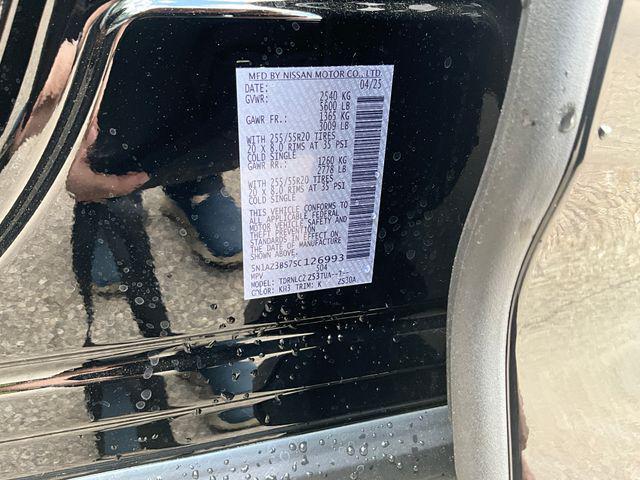 MFD BY NISSAN MOTOR CO., LTD.
DATE: 04/25
GVWR: 2540 KG
5600 LB
GAWR FR.: 1365 KG
3009 LB
WITH 255/55R20 TIRES
20 x 8.0 RIMS AT 35 PSI
COLD SINGLE
GAWR RR.: 1260 KG
2778 LB
WITH 255/55R20 TIRES
20 x 8.0 RIMS AT 35 PSI
COLD SINGLE
THIS VEHICLE CONFORMS TO
ALL APPLICABLE FEDERAL
MOTOR VEHICLE SAFETY AND
THEFT PREVENTION
STANDARDS IN EFFECT ON
THE DATE OF MANUFACTURE
SHOWN ABOVE.
5N1AZ3BS7SC126993
MPV 504
MODEL: TDRNLCZ Z53TUA--7--
COLOR: KH3 TRIM: K ZS30A